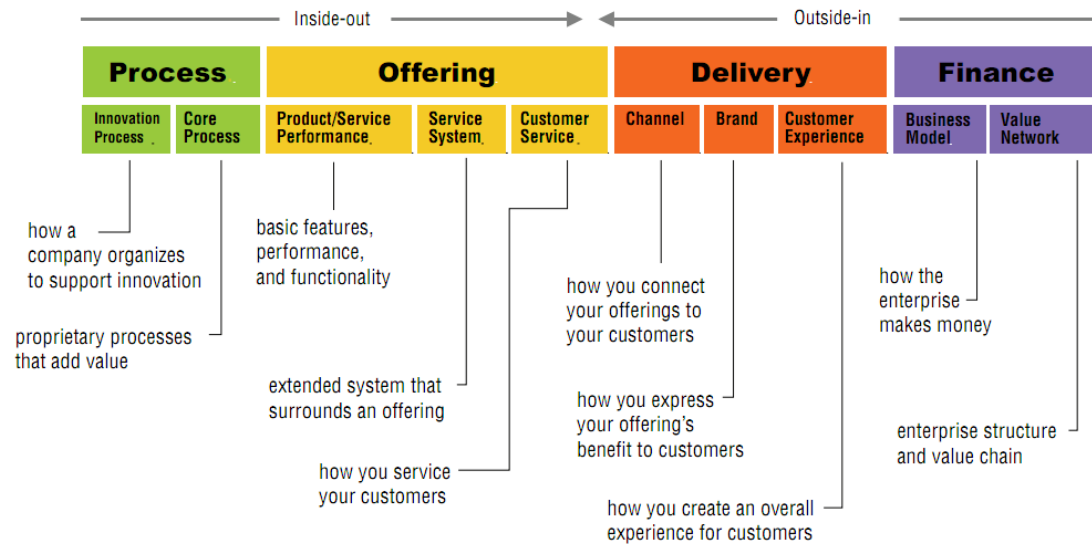 Inside-out
Outside-in
Process
Offering
Delivery
Finance
Innovation
Process
Core
Process
Product/Service
Performance
Service
System
Customer
Service
Channel
Brand
Customer
Experience
Business
Model
Value
Network
how a
company organizes
to support innovation
proprietary processes
that add value
basic features,
performance,
and functionality
extended system that
surrounds an offering
how you service
your customers
how you connect
your offerings to
your customers
how you express
your offering's
benefit to customers
how you create an overall
experience for customers
how the
enterprise
makes money
enterprise structure
and value chain